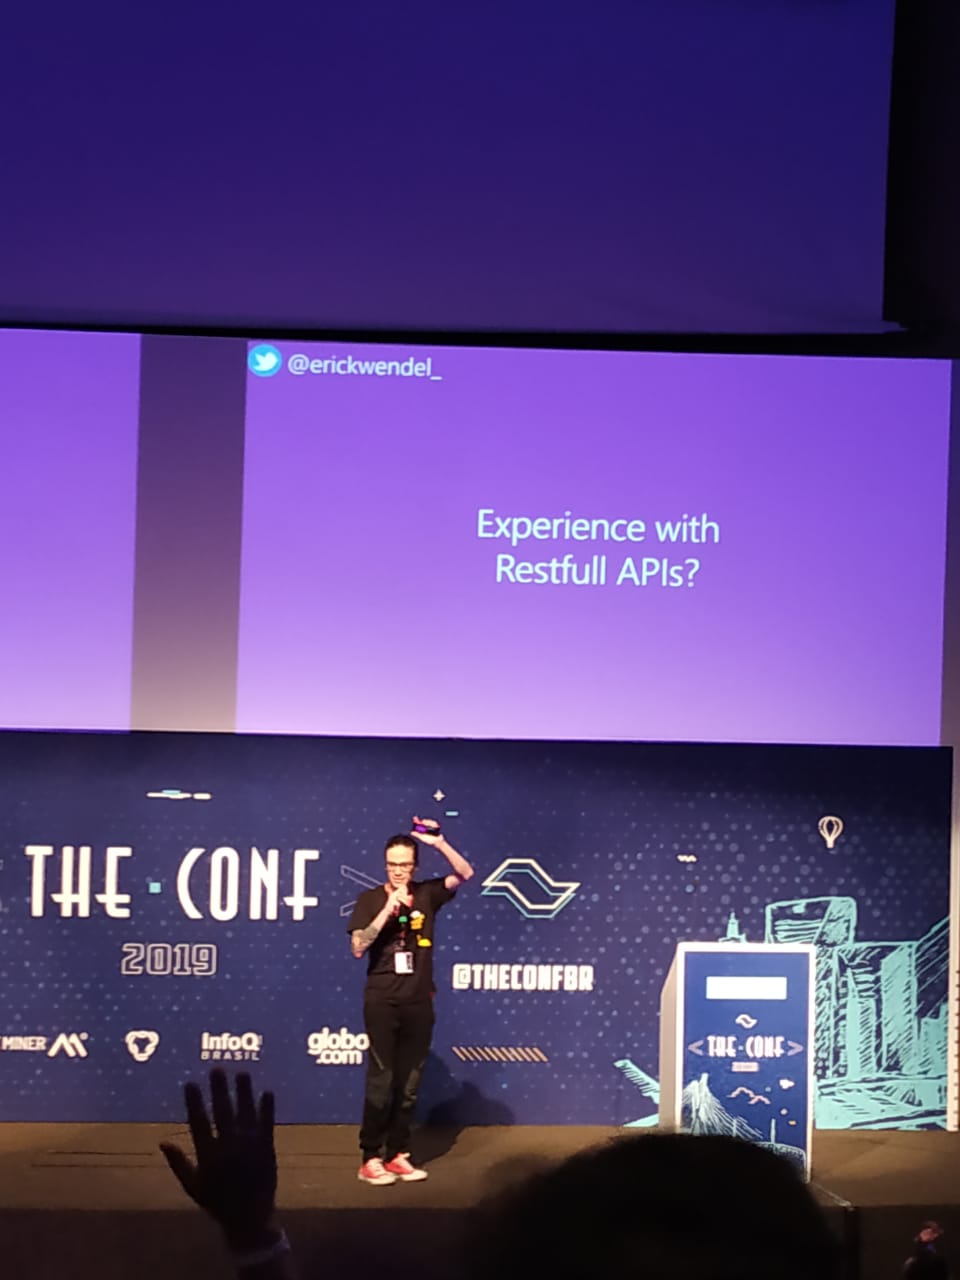 @erickwendel_
Experience with
Restfull APIs?
THE CONF
2019
@THECONFBR
MINER
InfoQ
BRASIL
globo
.com
<THE CONF>